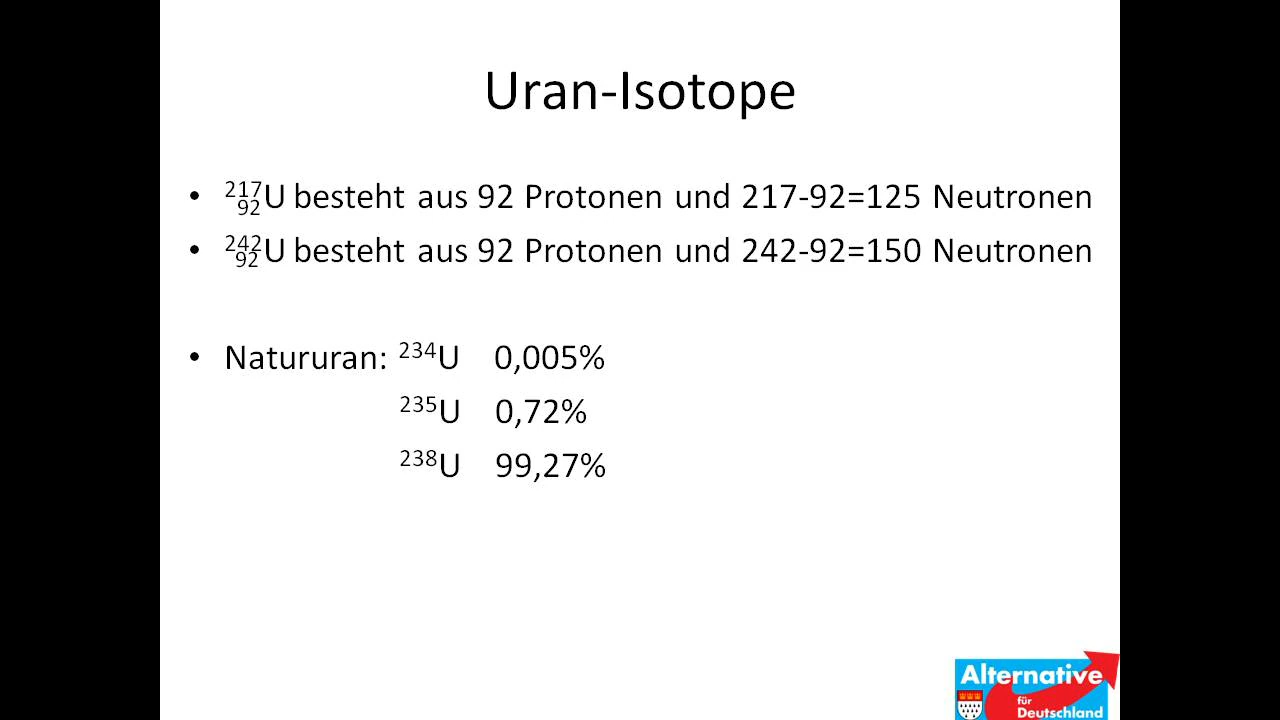 Uran-Isotope
• ²¹⁷₉₂U besteht aus 92 Protonen und 217-92=125 Neutronen
• ²⁴²₉₂U besteht aus 92 Protonen und 242-92=150 Neutronen
• Natururan: ²³⁴U 0,005%
²³⁵U 0,72%
²³⁸U 99,27%
Alternative
für
Deutschland